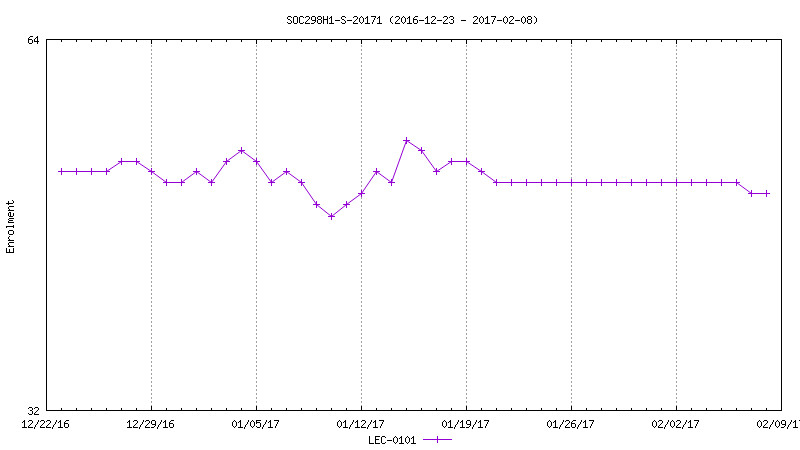 SOC298H1-S-20171 (2016-12-23 - 2017-02-08)
64
Enrolment
32
12/22/16 12/29/16 01/05/17 01/12/17 01/19/17 01/26/17 02/02/17 02/09/1
LEC-0101